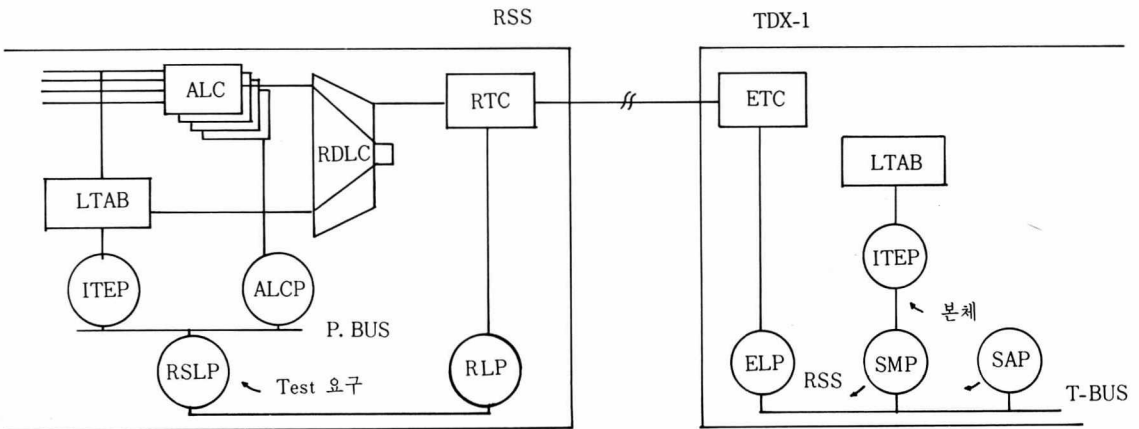 RSS
TDX-1
ALC
RTC
ETC
RDLC
LTAB
LTAB
ITEP
ALCP
ITEP
P. BUS
본체
RSLP
Test 요구
RLP
ELP
RSS
SMP
SAP
T-BUS